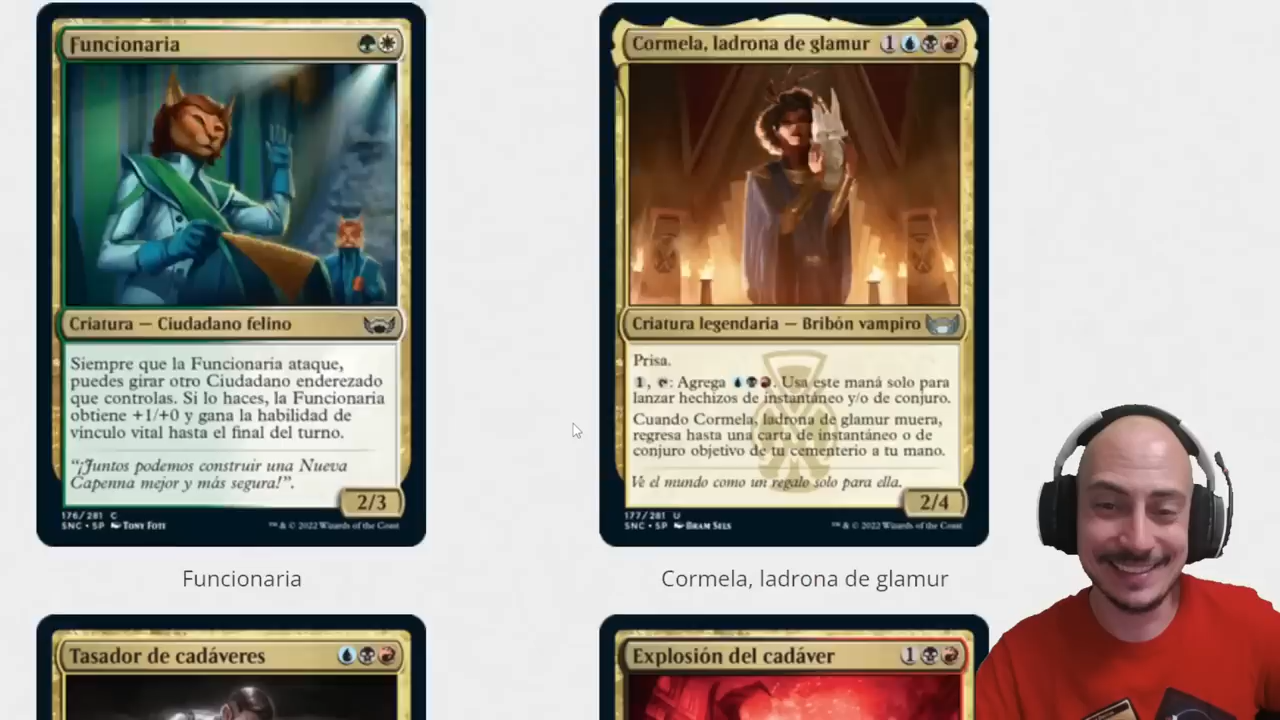 Funcionaria
Criatura — Ciudadano felino
Siempre que la Funcionaria ataque,
puedes girar otro Ciudadano enderezado
que controlas. Si lo haces, la Funcionaria
obtiene +1/+0 y gana la habilidad de
vínculo vital hasta el final del turno.
“¡Juntos podemos construir una Nueva
Capenna mejor y más segura!”.
2/3
176/281 C
SNC • SP Tony Foti
™ & © 2022 Wizards of the Coast
Funcionaria
Cormela, ladrona de glamur 1
Criatura legendaria — Bribón vampiro
Prisa.
1, : Agrega . Usa este maná solo para
lanzar hechizos de instantáneo y/o de conjuro.
Cuando Cormela, ladrona de glamur muera,
regresa hasta una carta de instantáneo o de
conjuro objetivo de tu cementerio a tu mano.
Ve el mundo como un regalo solo para ella.
2/4
177/281 U
SNC • SP Bram Sels
™ & © 2022 Wizards of the Coast
Cormela, ladrona de glamur
Tasador de cadáveres
Explosión del cadáver 1